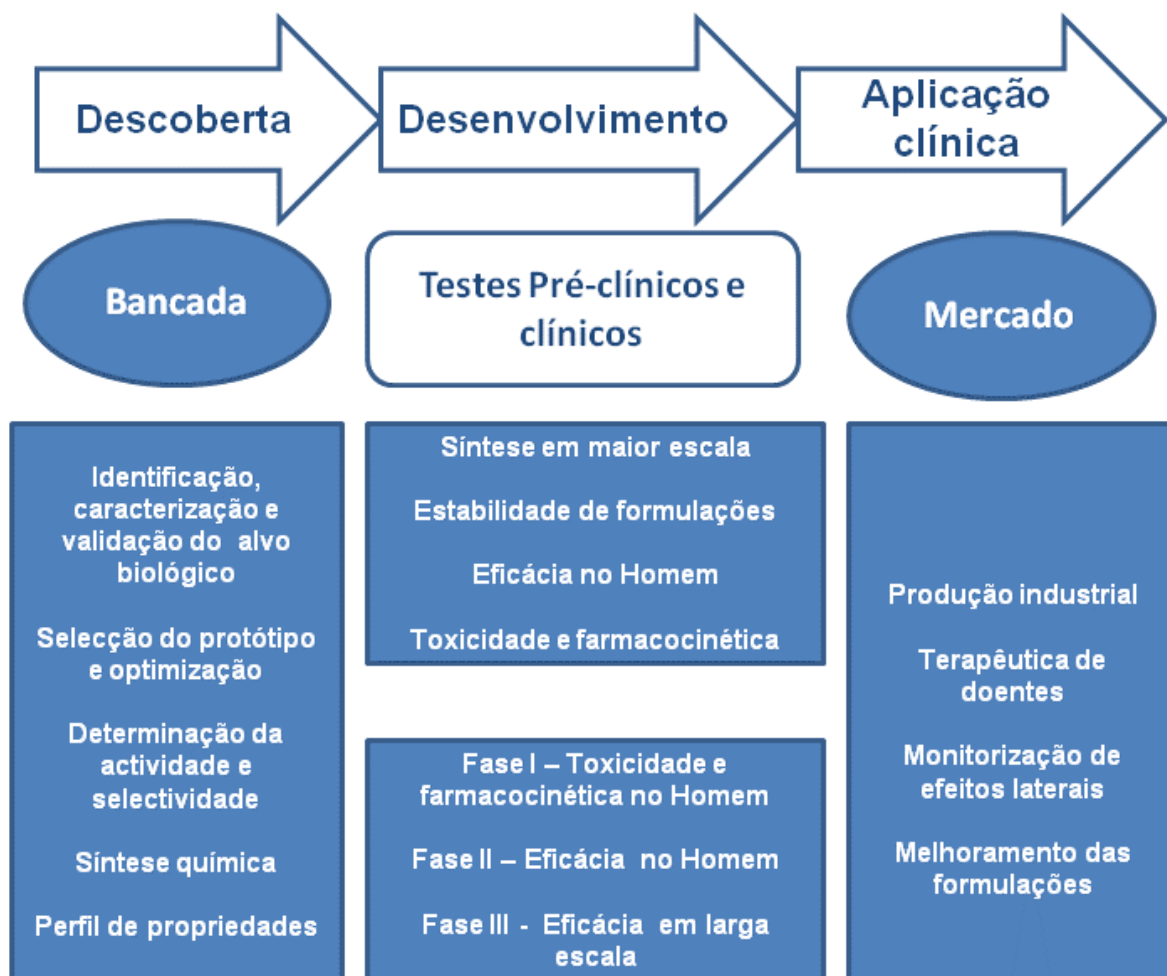 Descoberta
Desenvolvimento
Aplicação
clínica
Bancada
Testes Pré-clínicos e
clínicos
Mercado
Identificação,
caracterização e
validação do alvo
biológico
Selecção do protótipo
e optimização
Determinação da
actividade e
selectividade
Síntese química
Perfil de propriedades
Síntese em maior escala
Estabilidade de formulações
Eficácia no Homem
Toxicidade e farmacocinética
Fase I – Toxicidade e
farmacocinética no Homem
Fase II – Eficácia no Homem
Fase III - Eficácia em larga
escala
Produção industrial
Terapêutica de
doentes
Monitorização de
efeitos laterais
Melhoramento das
formulações